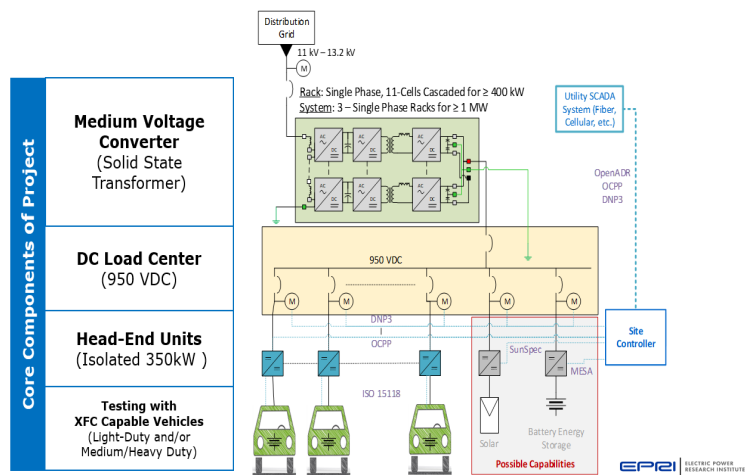 Distribution
Grid
11 kV – 13.2 kV
M
Rack: Single Phase, 11-Cells Cascaded for ≥ 400 kW
System: 3 – Single Phase Racks for ≥ 1 MW
Utility SCADA
System (Fiber,
Cellular, etc.)
OpenADR
OCPP
DNP3
Core Components of Project
Medium Voltage
Converter
(Solid State
Transformer)
AC
DC
AC
DC
AC
DC
AC
DC
AC
DC
AC
DC
DC Load Center
(950 VDC)
950 VDC
M
M
M
M
M
Head-End Units
(Isolated 350kW )
DNP3
OCPP
SunSpec
MESA
Site
Controller
ISO 15118
Testing with
XFC Capable Vehicles
(Light-Duty and/or
Medium/Heavy Duty)
Solar
Battery Energy
Storage
Possible Capabilities
EPRI
ELECTRIC POWER
RESEARCH INSTITUTE